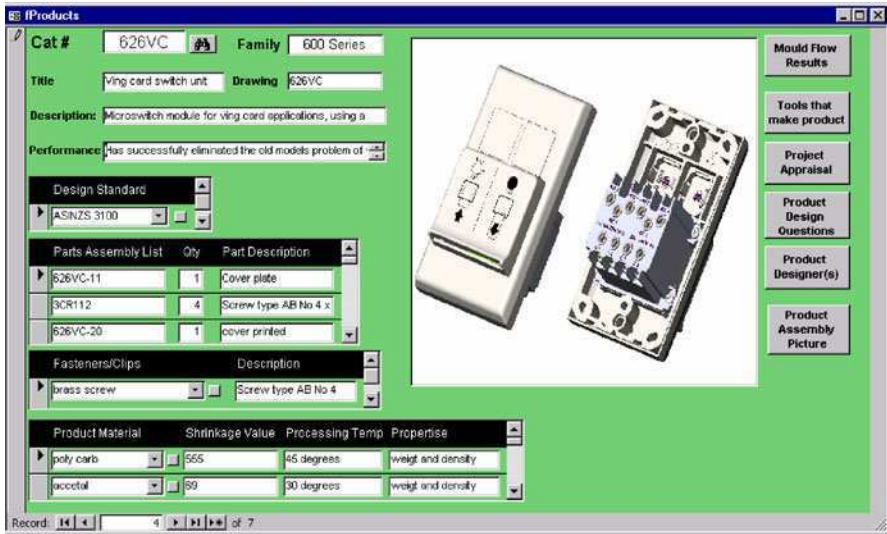 fProducts
Cat # 626VC Family 600 Series
Title Ving card switch unit Drawing 626VC
Description: Microswitch module for ving card applications, using a
Performance Has successfully eliminated the old models problem of
Design Standard
AS/NZS 3100
Parts Assembly List Qty Part Description
626VC-11 1 Cover plate
3CR112 4 Screw type AB No 4 x
626VC-20 1 cover printed
Fasteners/Clips Description
brass screw Screw type AB No 4
Product Material Shrinkage Value Processing Temp Propertise
poly carb 555 45 degrees weigt and density
accetal 69 30 degrees weigt and density
Mould Flow
Results
Tools that
make product
Project
Appraisal
Product
Design
Questions
Product
Designer(s)
Product
Assembly
Picture
Record: 4 of 7